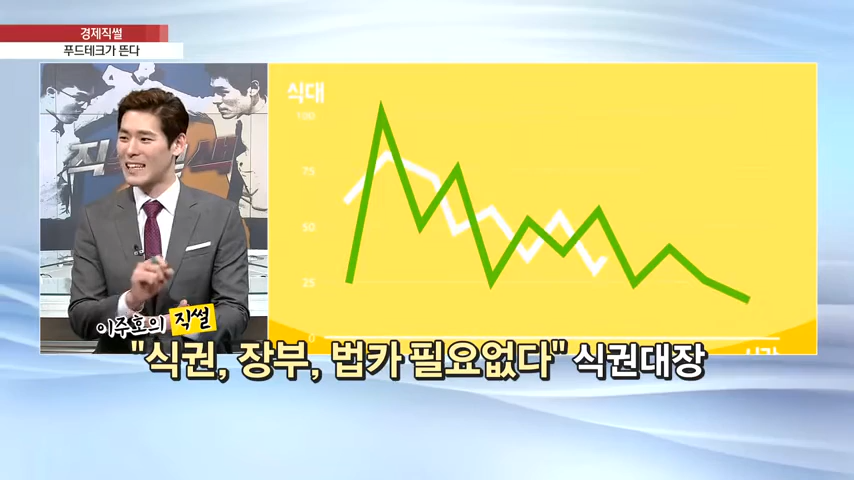 경제직썰
푸드테크가 뜬다
식대
100
75
50
25
0
시간
이주호의 직썰
"식권, 장부, 법카 필요없다" 식권대장